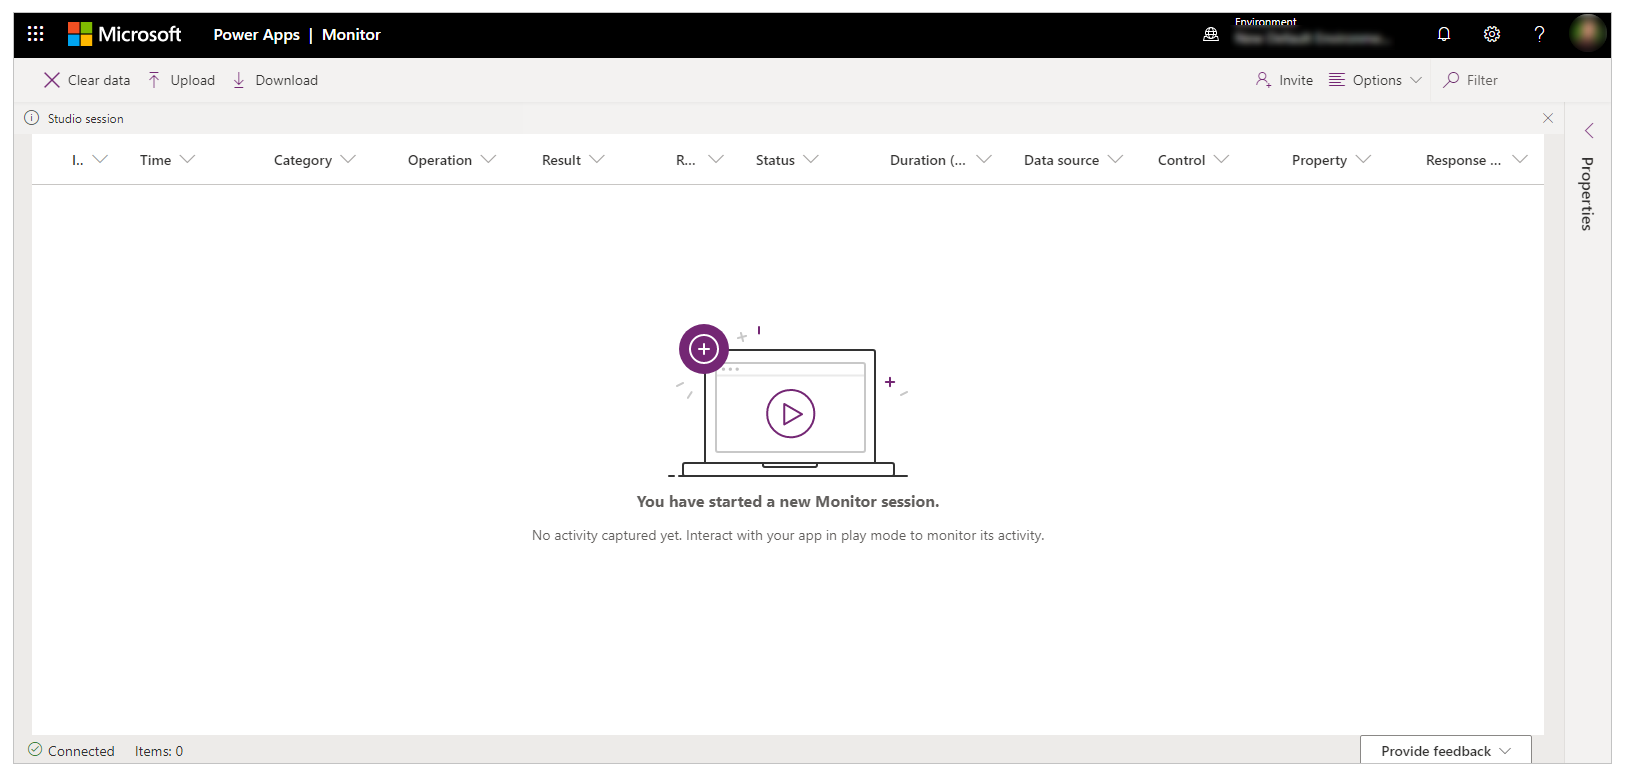 Microsoft Power Apps | Monitor Environment ?
Clear data Upload Download Invite Options Filter
Studio session
I.. Time Category Operation Result R... Status Duration (... Data source Control Property Response ...
Properties
You have started a new Monitor session.
No activity captured yet. Interact with your app in play mode to monitor its activity.
Connected Items: 0 Provide feedback